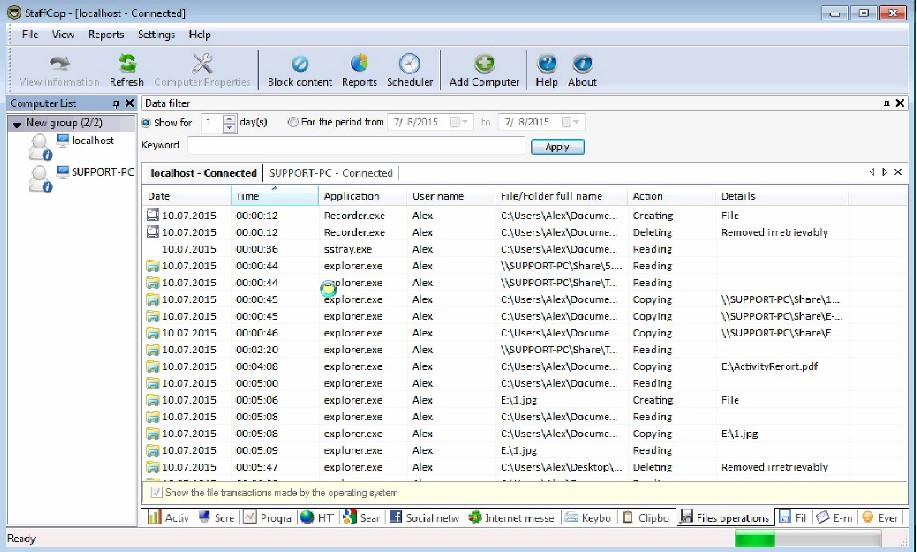 StaffCop - [localhost - Connected]
File View Reports Settings Help
View Information Refresh Computer Properties Block content Reports Scheduler Add Computer Help About
Computer List
Data filter
New group (2/2)
localhost
SUPPORT-PC
Show for 1 day(s) For the period from 7/ 8/2015 to 7/ 8/2015
Keyword Apply
localhost - Connected SUPPORT-PC - Connected
Date Time Application User name File/Folder full name Action Details
10.07.2015 00:00:12 Recorder.exe Alex C:\Users\Alex\Docume... Creating File
10.07.2015 00:00:12 Recorder.exe Alex C:\Users\Alex\Docume... Deleting Removed irretrievably
10.07.2015 00:00:36 sstray.exe Alex C:\Users\Alex\Docume... Reading
10.07.2015 00:00:44 explorer.exe Alex \\SUPPORT-PC\Share\5.... Reading
10.07.2015 00:00:44 explorer.exe Alex \\SUPPORT-PC\Share\T... Reading
10.07.2015 00:00:45 explorer.exe Alex C:\Users\Alex\Docume... Copying \\SUPPORT-PC\Share\1...
10.07.2015 00:00:45 explorer.exe Alex C:\Users\Alex\Docume... Copying \\SUPPORT-PC\Share\E-...
10.07.2015 00:00:46 explorer.exe Alex C:\Users\Alex\Docume... Copying \\SUPPORT-PC\Share\E
10.07.2015 00:02:20 explorer.exe Alex \\SUPPORT-PC\Share\T... Reading
10.07.2015 00:04:08 explorer.exe Alex C:\Users\Alex\Docume... Copying E:\ActivityRerort.pdf
10.07.2015 00:05:00 explorer.exe Alex C:\Users\Alex\Docume... Reading
10.07.2015 00:05:06 explorer.exe Alex E:\1.jpg Creating File
10.07.2015 00:05:08 explorer.exe Alex C:\Users\Alex\Docume... Reading
10.07.2015 00:05:08 explorer.exe Alex C:\Users\Alex\Docume... Copying E:\1.jpg
10.07.2015 00:05:09 explorer.exe Alex E:\1.jpg Reading
10.07.2015 00:05:47 explorer.exe Alex C:\Users\Alex\Desktop\... Deleting Removed irretrievably
Show the file transactions made by the operating system
Activ Scre Progra HT Sear Social netw Internet messe Keybo Clipbo Files operations Fil E-m Ever
Ready